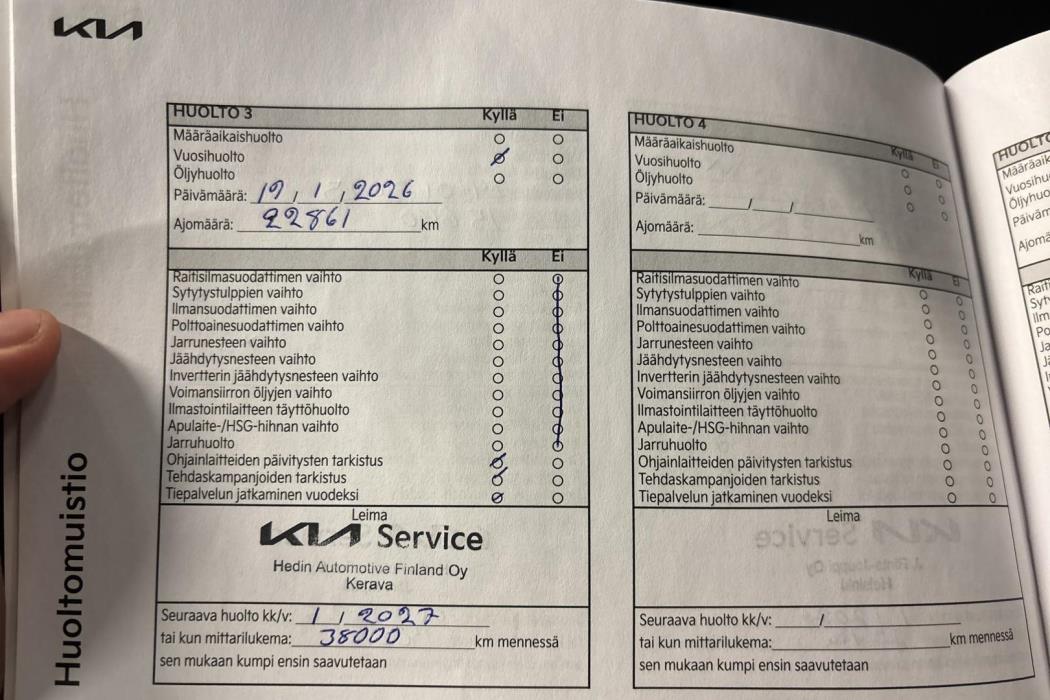 KIA
Huoltomuistio
HUOLTO 3 Kyllä Ei
Määräaikaishuolto
Vuosihuolto
Öljyhuolto
Päivämäärä: 19 / 1 / 2026
Ajomäärä: 22861 km
Kyllä Ei
Raitisilmasuodattimen vaihto
Sytytystulppien vaihto
Ilmansuodattimen vaihto
Polttoainesuodattimen vaihto
Jarrunesteen vaihto
Jäähdytysnesteen vaihto
Invertterin jäähdytysnesteen vaihto
Voimansiirron öljyjen vaihto
Ilmastointilaitteen täyttöhuolto
Apulaite-/HSG-hihnan vaihto
Jarruhuolto
Ohjainlaitteiden päivitysten tarkistus
Tehdaskampanjoiden tarkistus
Tiepalvelun jatkaminen vuodeksi
Leima
KIA Service
Hedin Automotive Finland Oy
Kerava
Seuraava huolto kk/v: 1 / 2027
tai kun mittarilukema: 38000 km mennessä
sen mukaan kumpi ensin saavutetaan
HUOLTO 4 Kyllä Ei
Määräaikaishuolto
Vuosihuolto
Öljyhuolto
Päivämäärä: / /
Ajomäärä: km
Kyllä Ei
Raitisilmasuodattimen vaihto
Sytytystulppien vaihto
Ilmansuodattimen vaihto
Polttoainesuodattimen vaihto
Jarrunesteen vaihto
Jäähdytysnesteen vaihto
Invertterin jäähdytysnesteen vaihto
Voimansiirron öljyjen vaihto
Ilmastointilaitteen täyttöhuolto
Apulaite-/HSG-hihnan vaihto
Jarruhuolto
Ohjainlaitteiden päivitysten tarkistus
Tehdaskampanjoiden tarkistus
Tiepalvelun jatkaminen vuodeksi
Leima
Seuraava huolto kk/v: /
tai kun mittarilukema: km mennessä
sen mukaan kumpi ensin saavutetaan